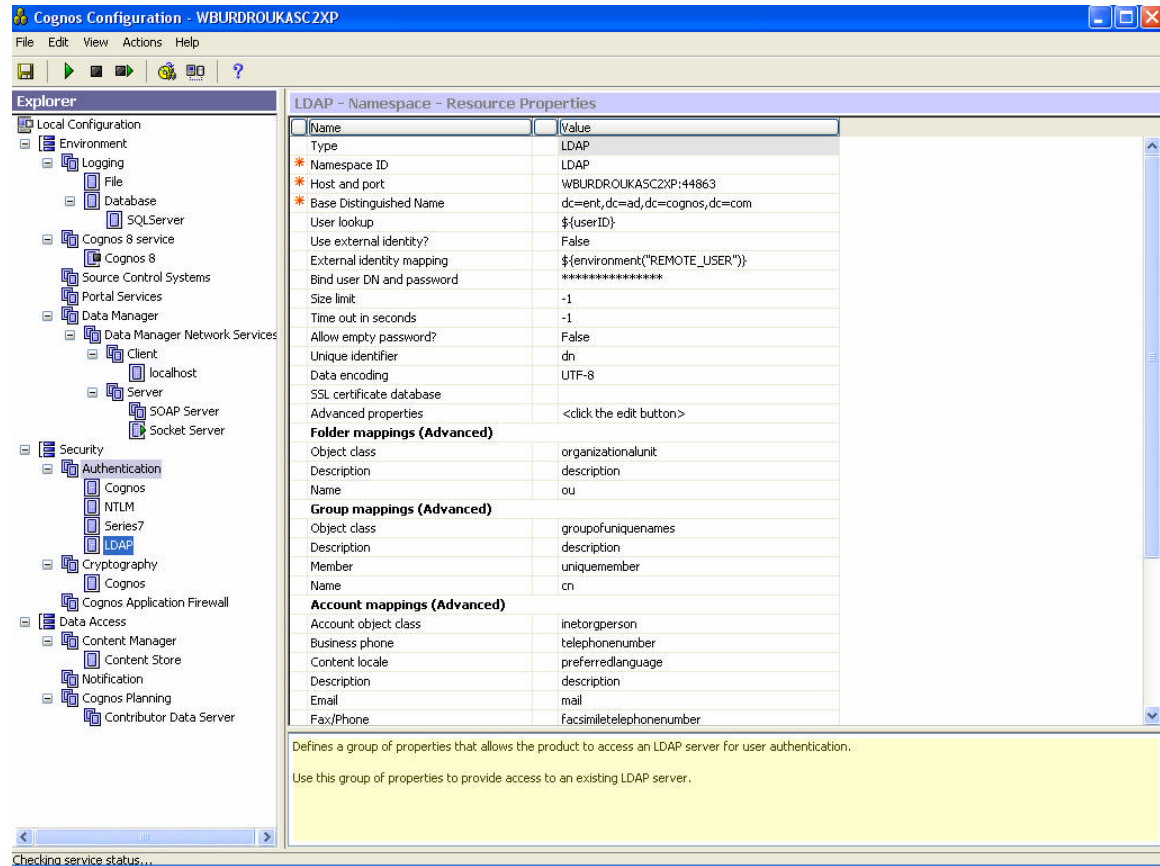 Cognos Configuration - WBURDROUKASC2XP
File Edit View Actions Help
Explorer
Local Configuration
Environment
Logging
File
Database
SQLServer
Cognos 8 service
Cognos 8
Source Control Systems
Portal Services
Data Manager
Data Manager Network Services
Client
localhost
Server
SOAP Server
Socket Server
Security
Authentication
Cognos
NTLM
Series7
LDAP
Cryptography
Cognos
Cognos Application Firewall
Data Access
Content Manager
Content Store
Notification
Cognos Planning
Contributor Data Server
LDAP - Namespace - Resource Properties
Name Value
Type LDAP
* Namespace ID LDAP
* Host and port WBURDROUKASC2XP:44863
* Base Distinguished Name dc=ent,dc=ad,dc=cognos,dc=com
User lookup ${userID}
Use external identity? False
External identity mapping ${environment("REMOTE_USER")}
Bind user DN and password ***************
Size limit -1
Time out in seconds -1
Allow empty password? False
Unique identifier dn
Data encoding UTF-8
SSL certificate database
Advanced properties <click the edit button>
Folder mappings (Advanced)
Object class organizationalunit
Description description
Name ou
Group mappings (Advanced)
Object class groupofuniquenames
Description description
Member uniquemember
Name cn
Account mappings (Advanced)
Account object class inetorgperson
Business phone telephonenumber
Content locale preferredlanguage
Description description
Email mail
Fax/Phone facsimiletelephonenumber
Defines a group of properties that allows the product to access an LDAP server for user authentication.
Use this group of properties to provide access to an existing LDAP server.
Checking service status...